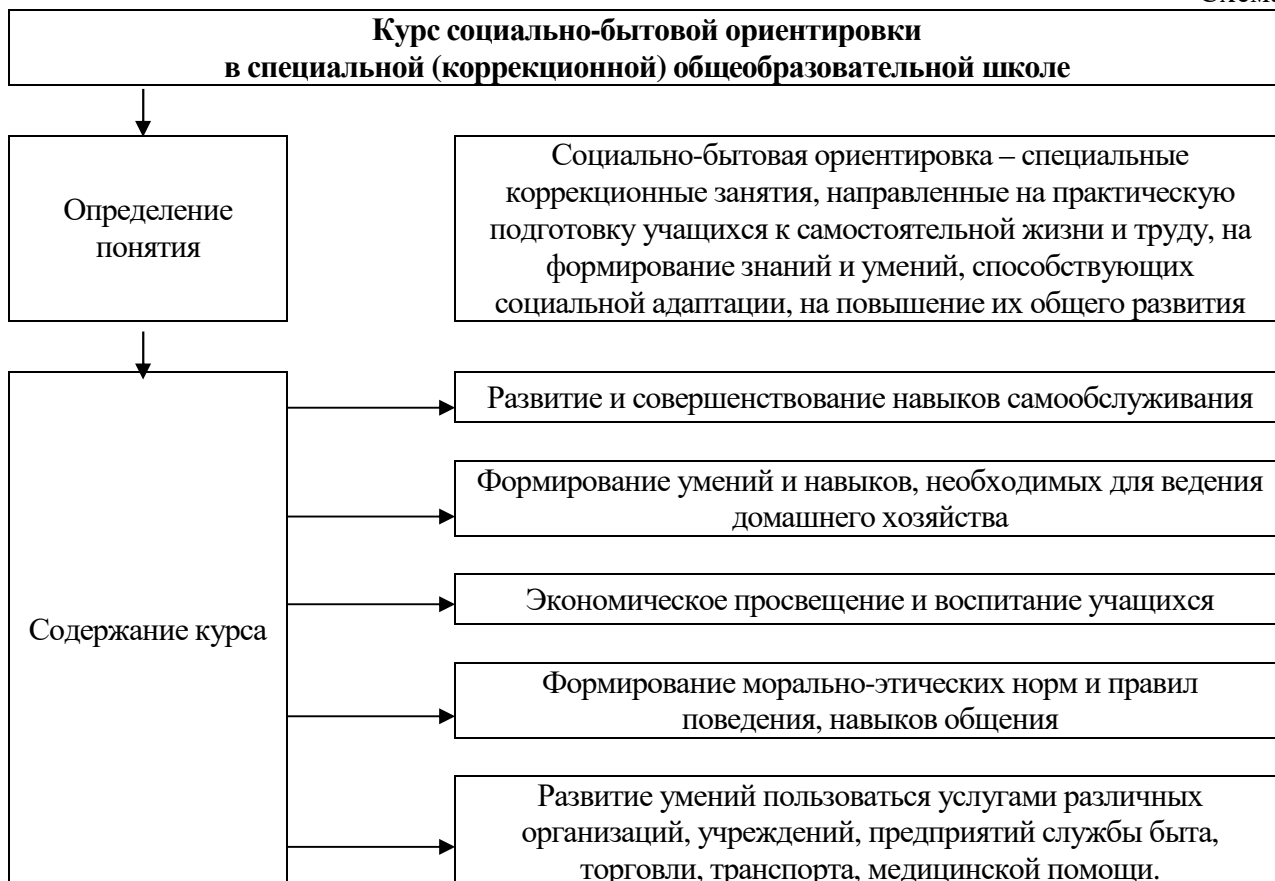 Курс социально-бытовой ориентировки
в специальной (коррекционной) общеобразовательной школе
Определение
понятия
Социально-бытовая ориентировка – специальные
коррекционные занятия, направленные на практическую
подготовку учащихся к самостоятельной жизни и труду, на
формирование знаний и умений, способствующих
социальной адаптации, на повышение их общего развития
Содержание курса
Развитие и совершенствование навыков самообслуживания
Формирование умений и навыков, необходимых для ведения
домашнего хозяйства
Экономическое просвещение и воспитание учащихся
Формирование морально-этических норм и правил
поведения, навыков общения
Развитие умений пользоваться услугами различных
организаций, учреждений, предприятий службы быта,
торговли, транспорта, медицинской помощи.